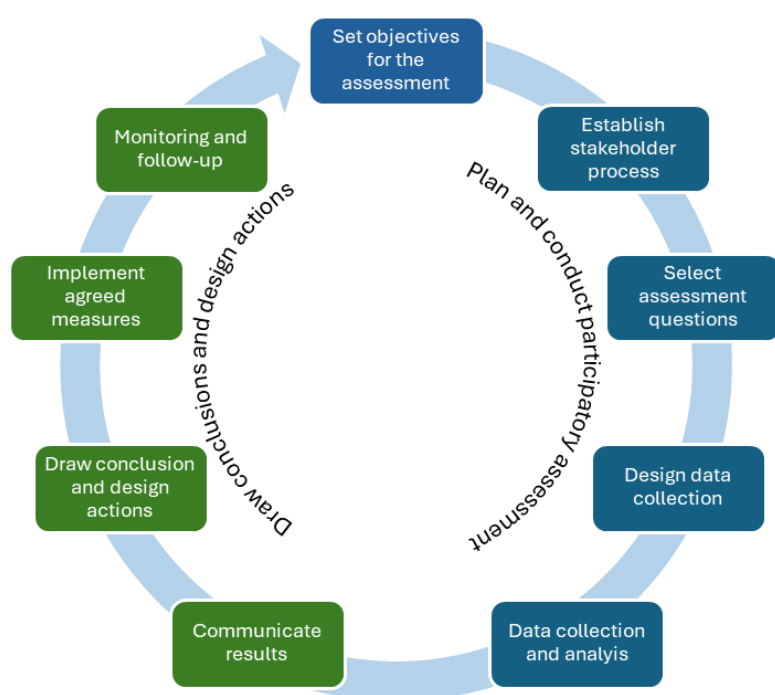 Set objectives
for the
assessment
Establish
stakeholder
process
Select
assessment
questions
Design data
collection
Data collection
and analyis
Communicate
results
Draw conclusion
and design
actions
Implement
agreed
measures
Monitoring and
follow-up
Plan and conduct participatory assessment
Draw conclusions and design actions